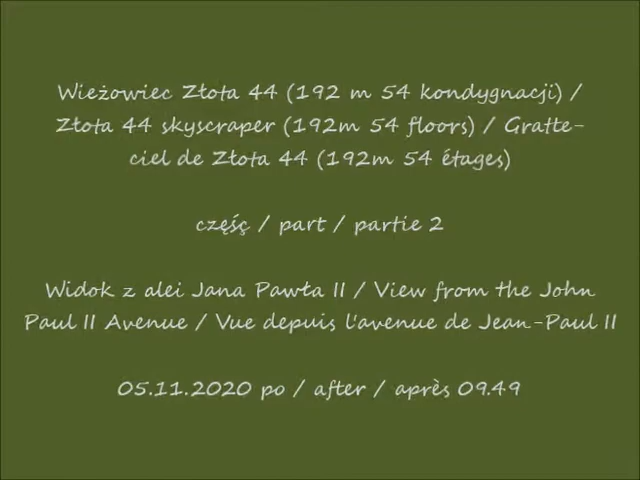 Wieżowiec Złota 44 (192 m 54 kondygnacji) /
Złota 44 skyscraper (192m 54 floors) / Gratte-
ciel de Złota 44 (192m 54 étages)
częśç / part / partie 2
Widok z alei Jana Pawła II / View from the John
Paul II Avenue / Vue depuis l'avenue de Jean-Paul II
05.11.2020 po / after / après 09.49